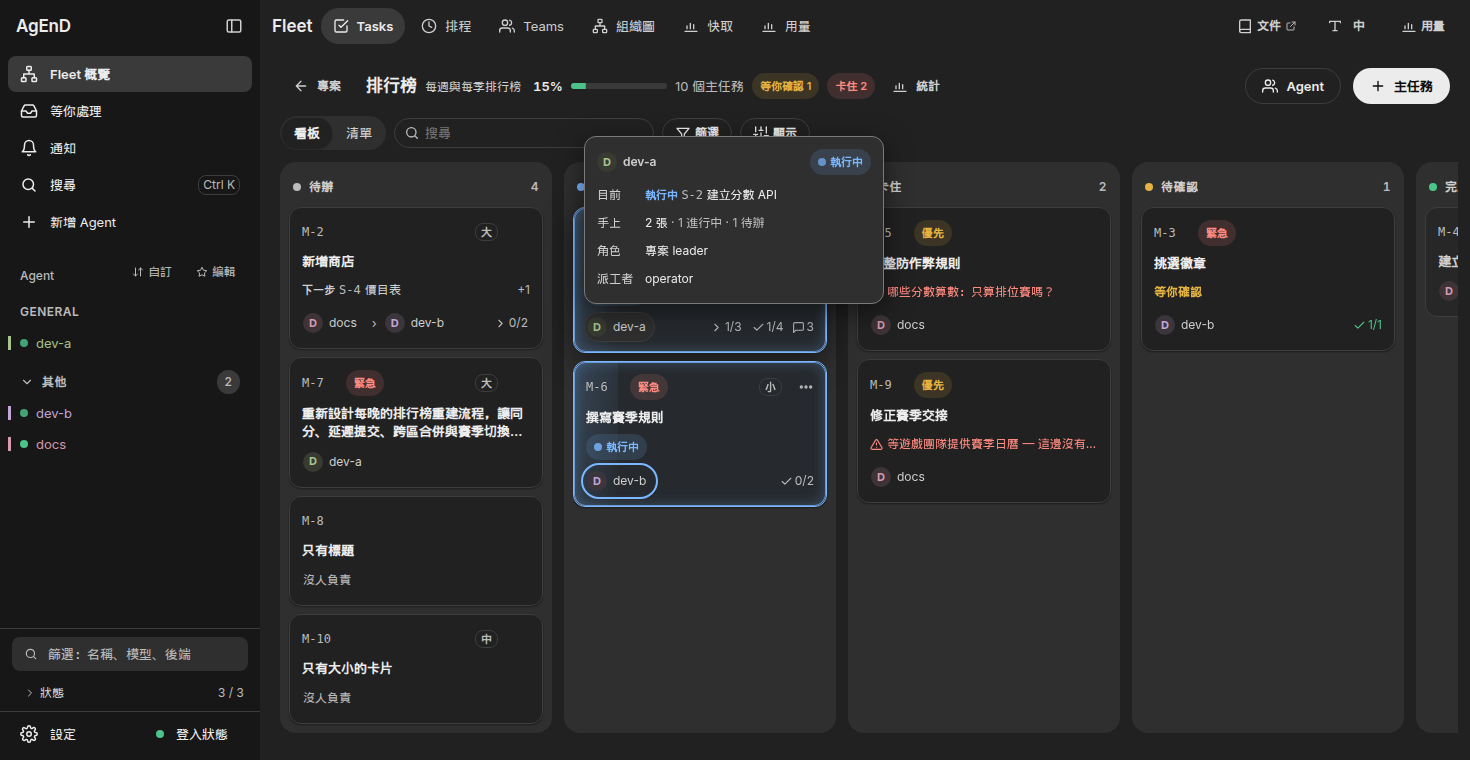 AgEnD
Fleet 概覽
等你處理
通知
搜尋 Ctrl K
新增 Agent
Agent 自訂 編輯
GENERAL
dev-a
其他 2
dev-b
docs
篩選：名稱、模型、後端
狀態 3 / 3
設定 登入狀態
Fleet Tasks 排程 Teams 組織圖 快取 用量 文件 中 用量
專案 排行榜 每週與每季排行榜 15% 10 個主任務 等你確認 1 卡住 2 統計 Agent 主任務
看板 清單 搜尋 篩選 顯示
待辦 4
M-2 大
新增商店
下一步 S-4 價目表 +1
D docs › D dev-b 0/2
M-7 緊急 大
重新設計每晚的排行榜重建流程，讓同
分、延遲提交、跨區合併與賽季切換…
D dev-a
M-8
只有標題
沒人負責
M-10 中
只有大小的卡片
沒人負責
D dev-a 執行中
目前 執行中 S-2 建立分數 API
手上 2 張 · 1 進行中 · 1 待辦
角色 專案 leader
派工者 operator
D dev-a 1/3 1/4 3
M-6 緊急 小
撰寫賽季規則
執行中
D dev-b 0/2
卡住 2
5 優先
整防作弊規則
哪些分數算數：只算排位賽嗎？
D docs
M-9 優先
修正賽季交接
等遊戲團隊提供賽季日曆 — 這邊沒有…
D docs
待確認 1
M-3 緊急
挑選徽章
等你確認
D dev-b 1/1
完
M-4
建立
D